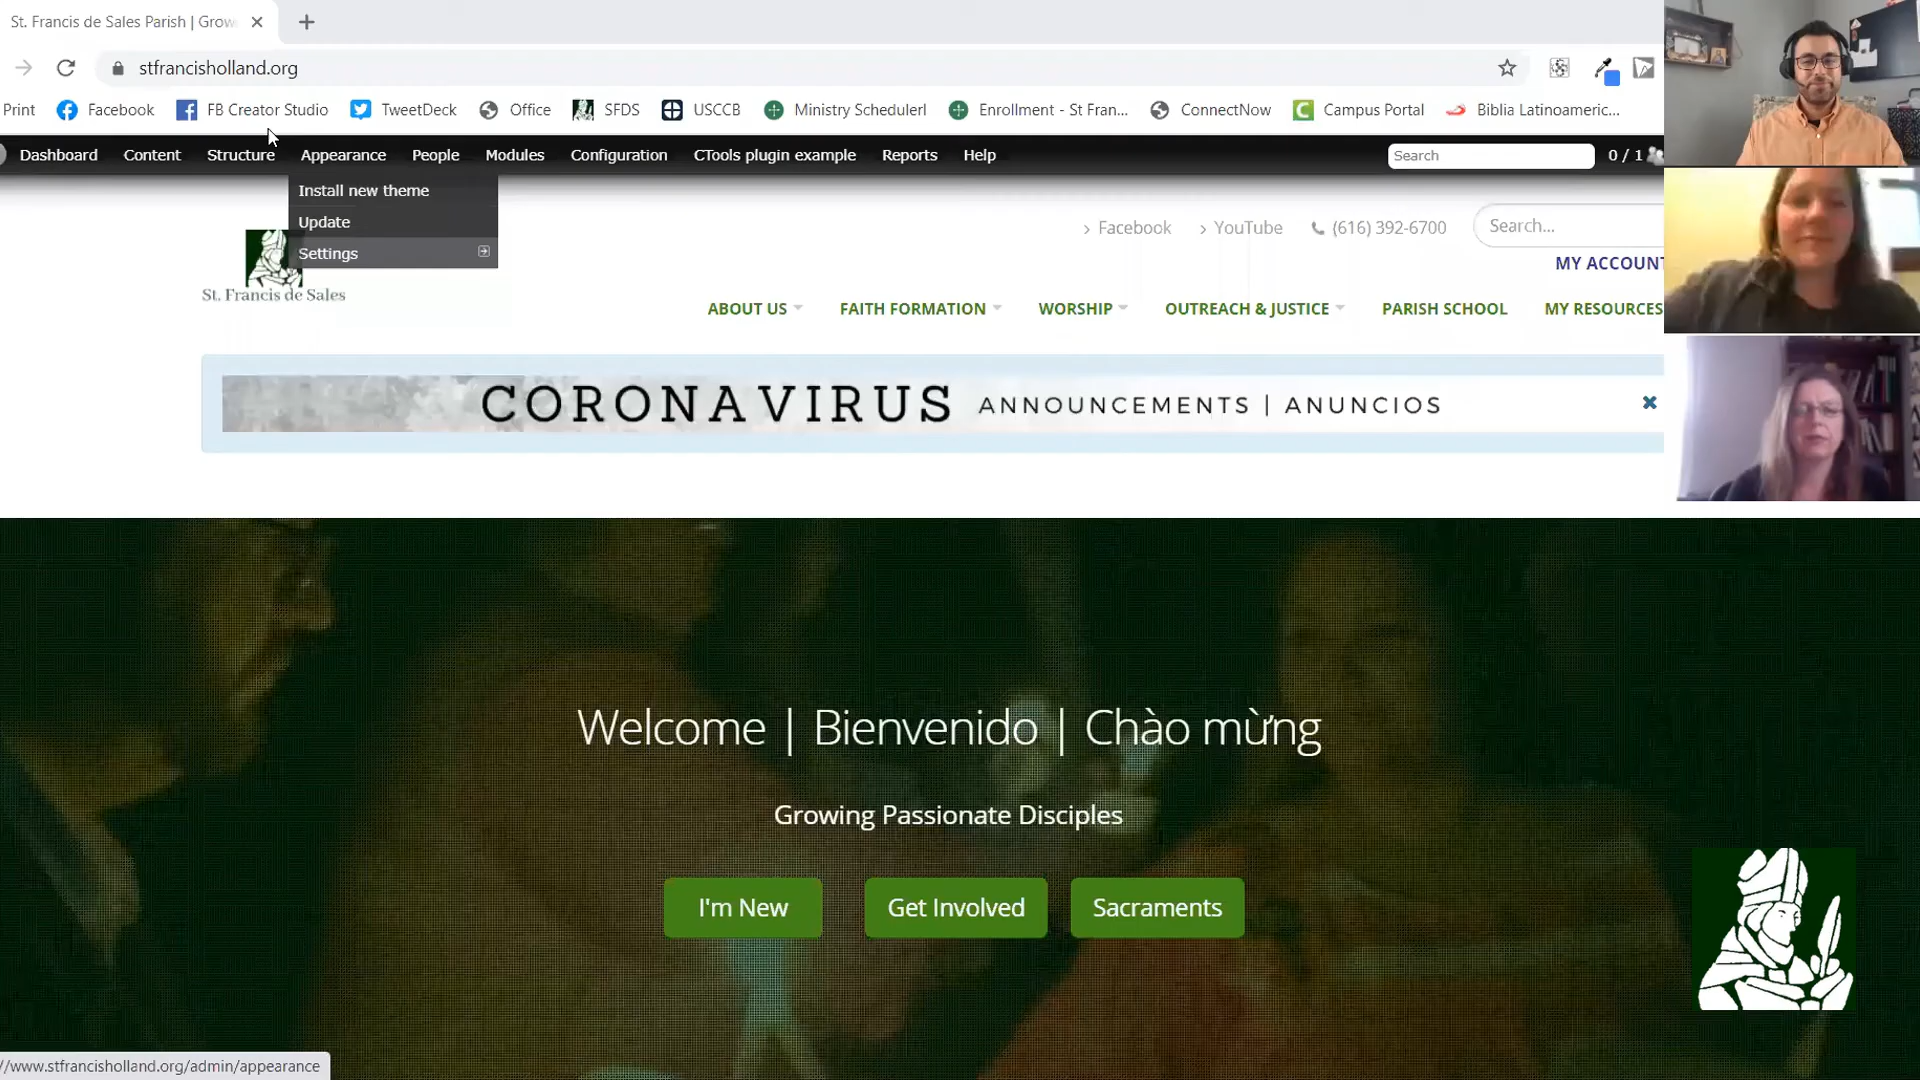 St. Francis de Sales Parish | Grow
stfrancisholland.org
Print Facebook FB Creator Studio TweetDeck Office SFDS USCCB Ministry Schedulerl Enrollment - St Fran... ConnectNow Campus Portal Biblia Latinoameric...
Dashboard Content Structure Appearance People Modules Configuration CTools plugin example Reports Help Search 0 / 1
Install new theme
Update
Settings
Facebook YouTube (616) 392-6700 Search...
MY ACCOUNT
St. Francis de Sales
ABOUT US FAITH FORMATION WORSHIP OUTREACH & JUSTICE PARISH SCHOOL MY RESOURCES
CORONAVIRUS ANNOUNCEMENTS | ANUNCIOS
Welcome | Bienvenido | Chào mừng
Growing Passionate Disciples
I'm New Get Involved Sacraments
//www.stfrancisholland.org/admin/appearance